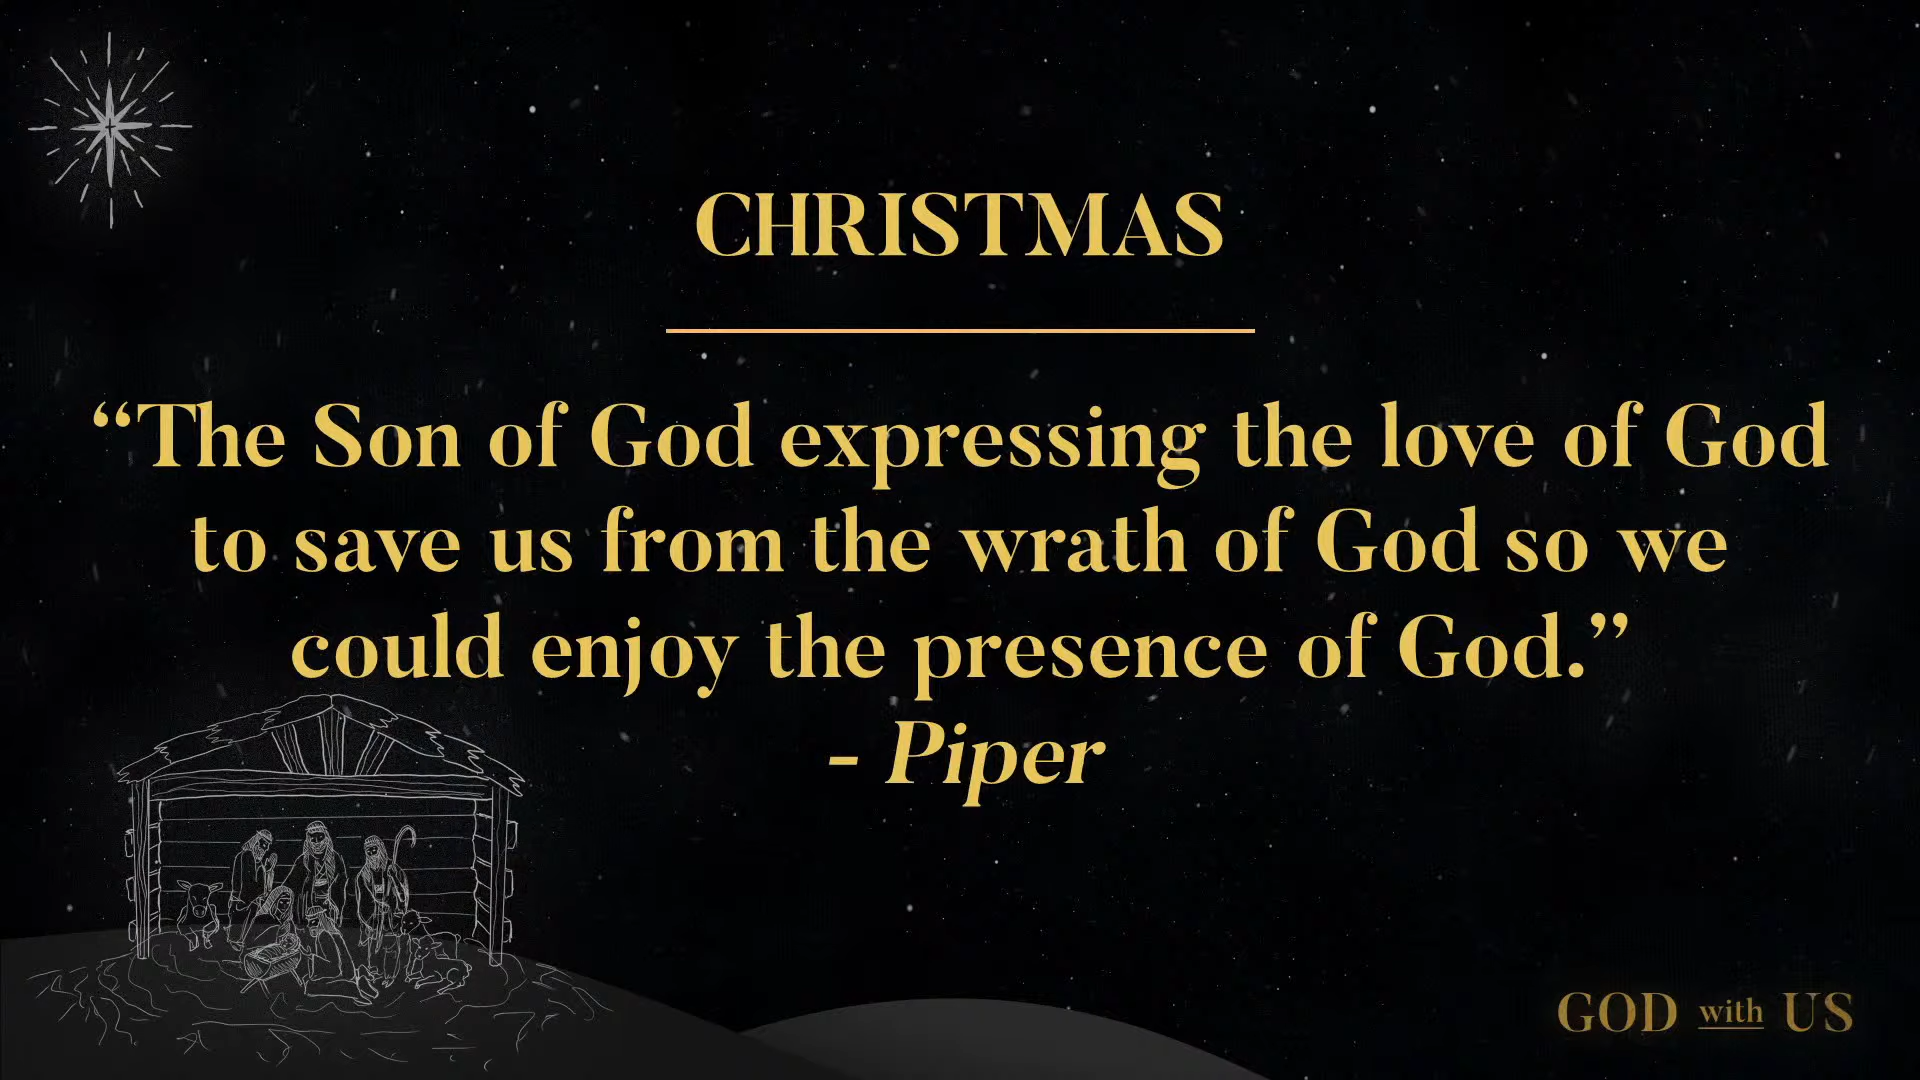 CHRISTMAS
“The Son of God expressing the love of God
to save us from the wrath of God so we
could enjoy the presence of God.”
- Piper
GOD with US